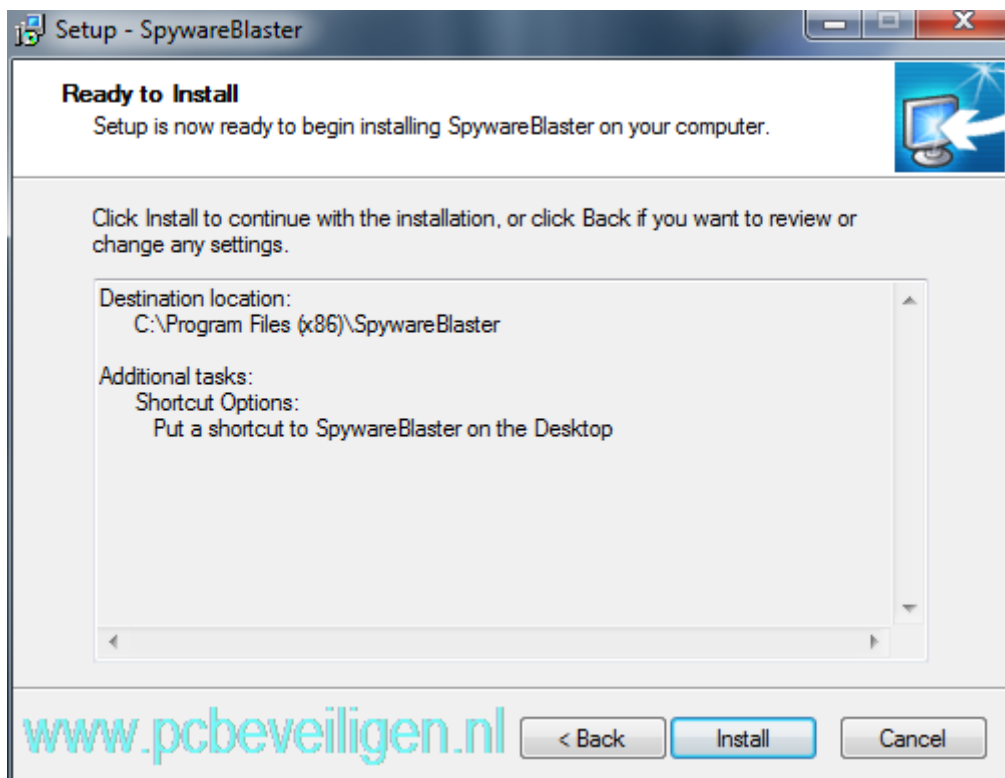 Setup - SpywareBlaster
Ready to Install
Setup is now ready to begin installing SpywareBlaster on your computer.
Click Install to continue with the installation, or click Back if you want to review or
change any settings.
Destination location:
C:\Program Files (x86)\SpywareBlaster
Additional tasks:
Shortcut Options:
Put a shortcut to SpywareBlaster on the Desktop
www.pcbeveiligen.nl
< Back
Install
Cancel